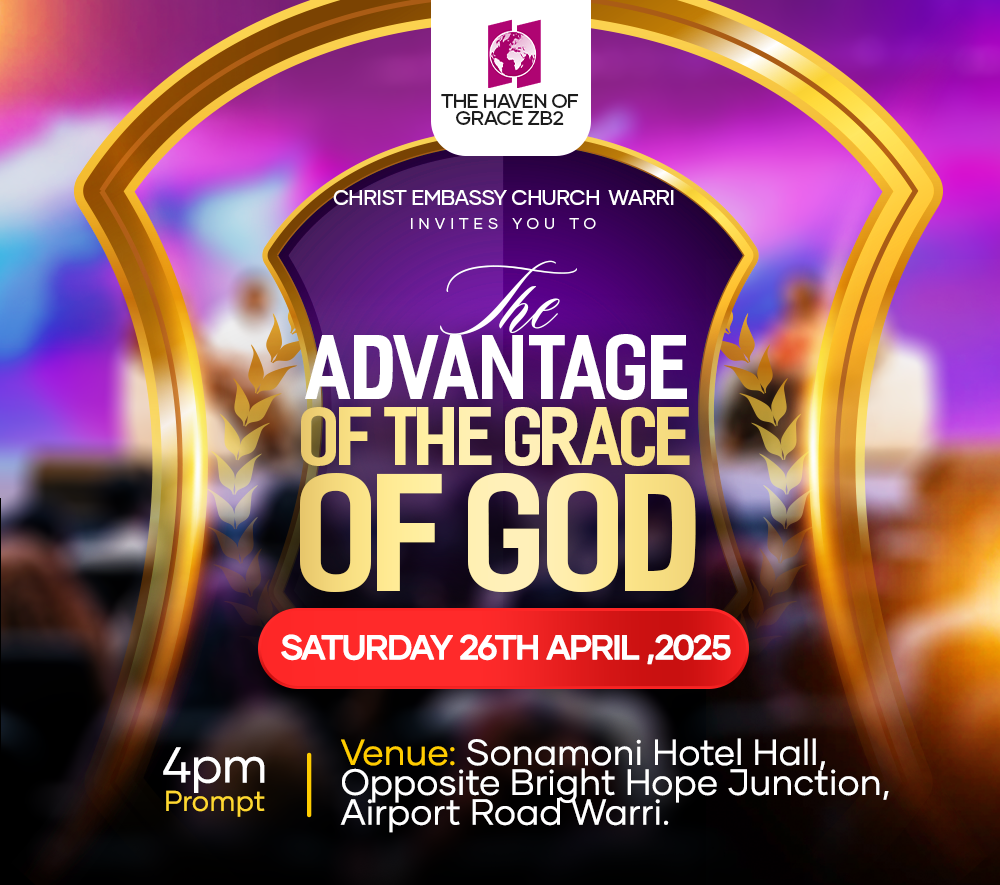 THE HAVEN OF
GRACE ZB2
CHRIST EMBASSY CHURCH WARRI
INVITES YOU TO
The
ADVANTAGE
OF THE GRACE
OF GOD
SATURDAY 26TH APRIL ,2025
4pm
Prompt
Venue: Sonamoni Hotel Hall,
Opposite Bright Hope Junction,
Airport Road Warri.